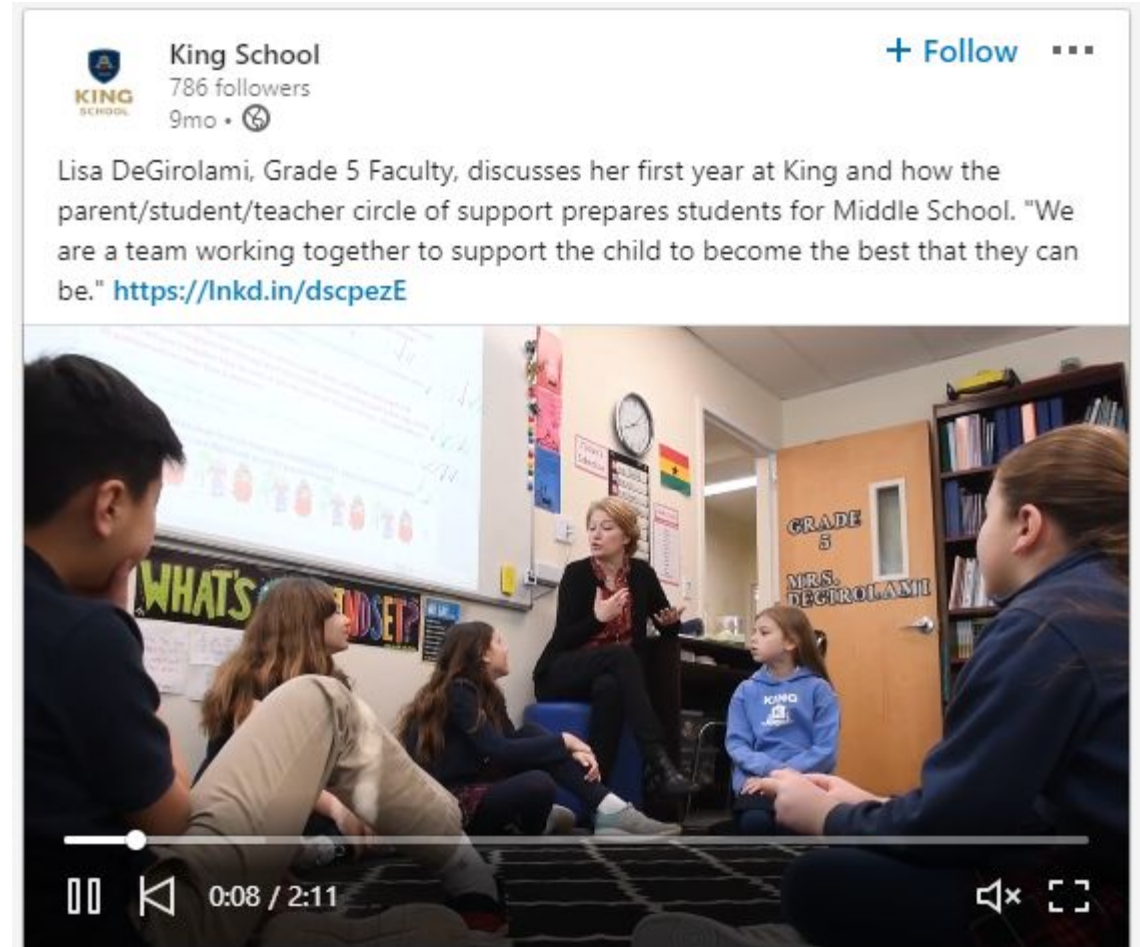 King School
+ Follow
KING
SCHOOL
786 followers
9mo •
Lisa DeGirolami, Grade 5 Faculty, discusses her first year at King and how the
parent/student/teacher circle of support prepares students for Middle School. "We
are a team working together to support the child to become the best that they can
be." https://lnkd.in/dscpezE
GRADE
5
MRS.
DEGIROLAMI
WHAT'S
KING
0:08 / 2:11